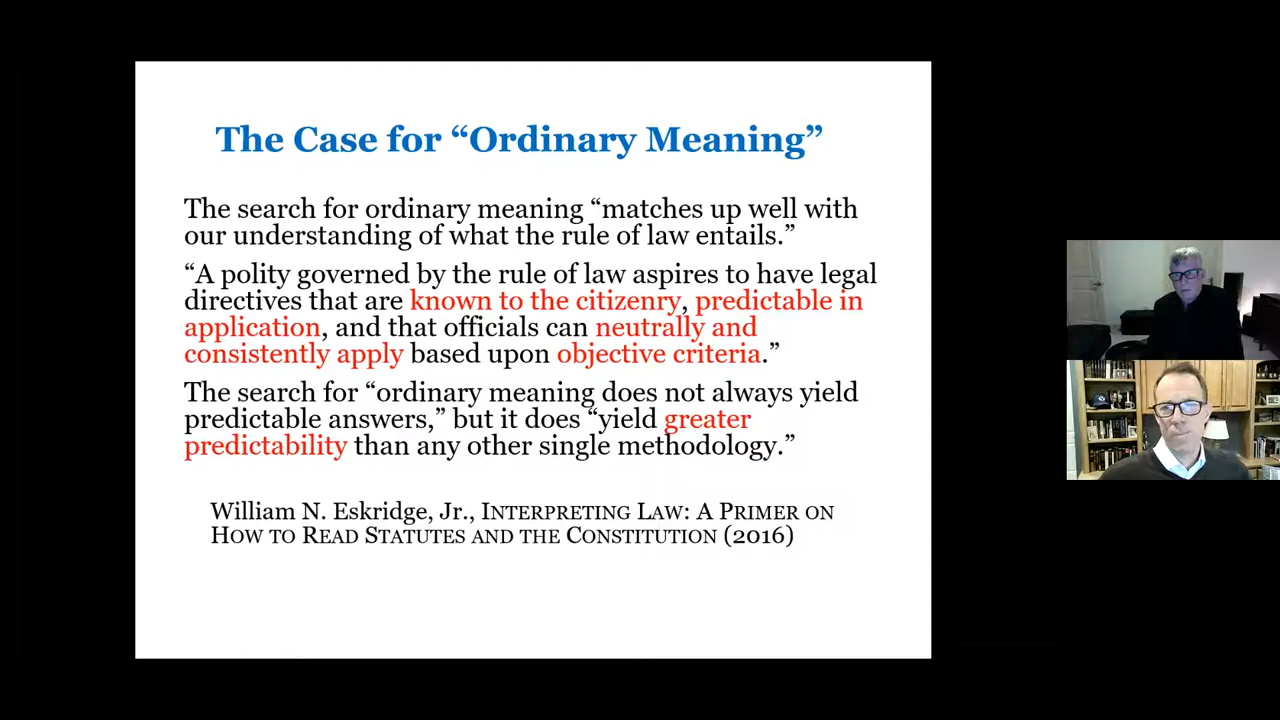 The Case for “Ordinary Meaning”
The search for ordinary meaning “matches up well with
our understanding of what the rule of law entails.”
“A polity governed by the rule of law aspires to have legal
directives that are known to the citizenry, predictable in
application, and that officials can neutrally and
consistently apply based upon objective criteria.”
The search for “ordinary meaning does not always yield
predictable answers,” but it does “yield greater
predictability than any other single methodology.”
William N. Eskridge, Jr., INTERPRETING LAW: A PRIMER ON
HOW TO READ STATUTES AND THE CONSTITUTION (2016)